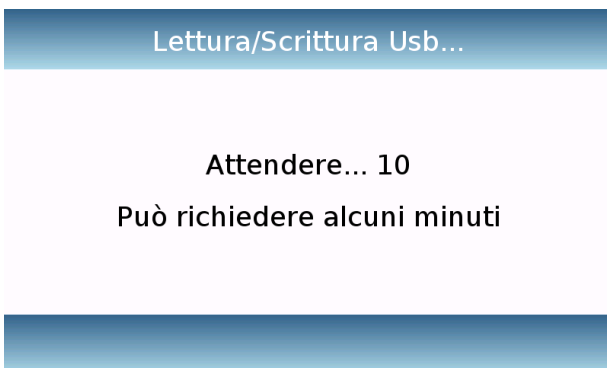 Lettura/Scrittura Usb...
Attendere... 10
Può richiedere alcuni minuti